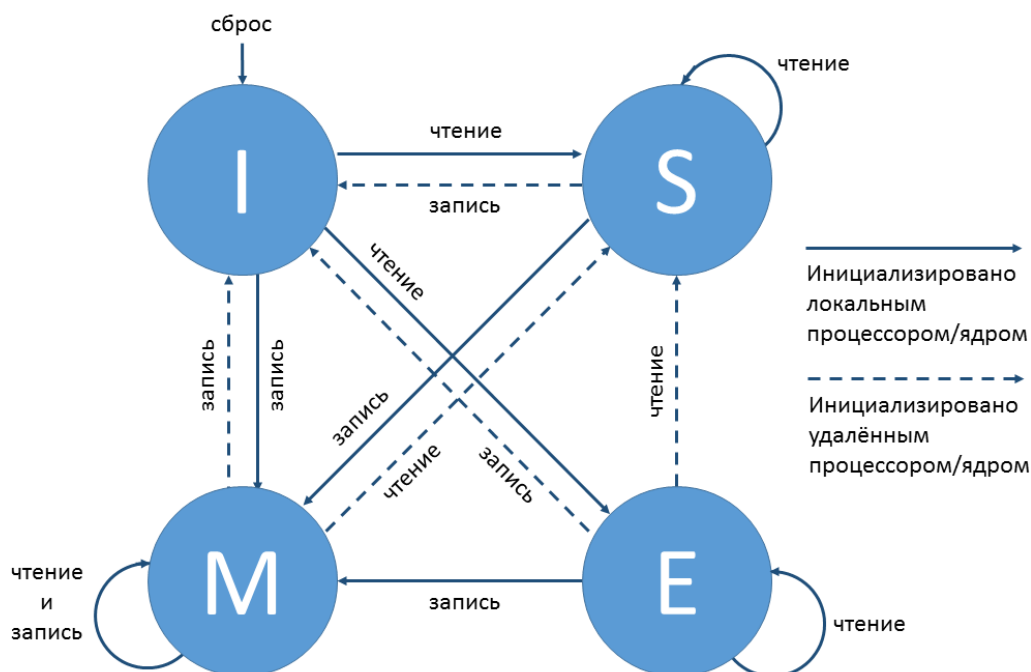 сброс
чтение
I
S
чтение
запись
чтение
Инициализировано
локальным
процессором/ядром
запись
запись
запись
чтение
запись
чтение
Инициализировано
удалённым
процессором/ядром
чтение
и
запись
M
запись
E
чтение